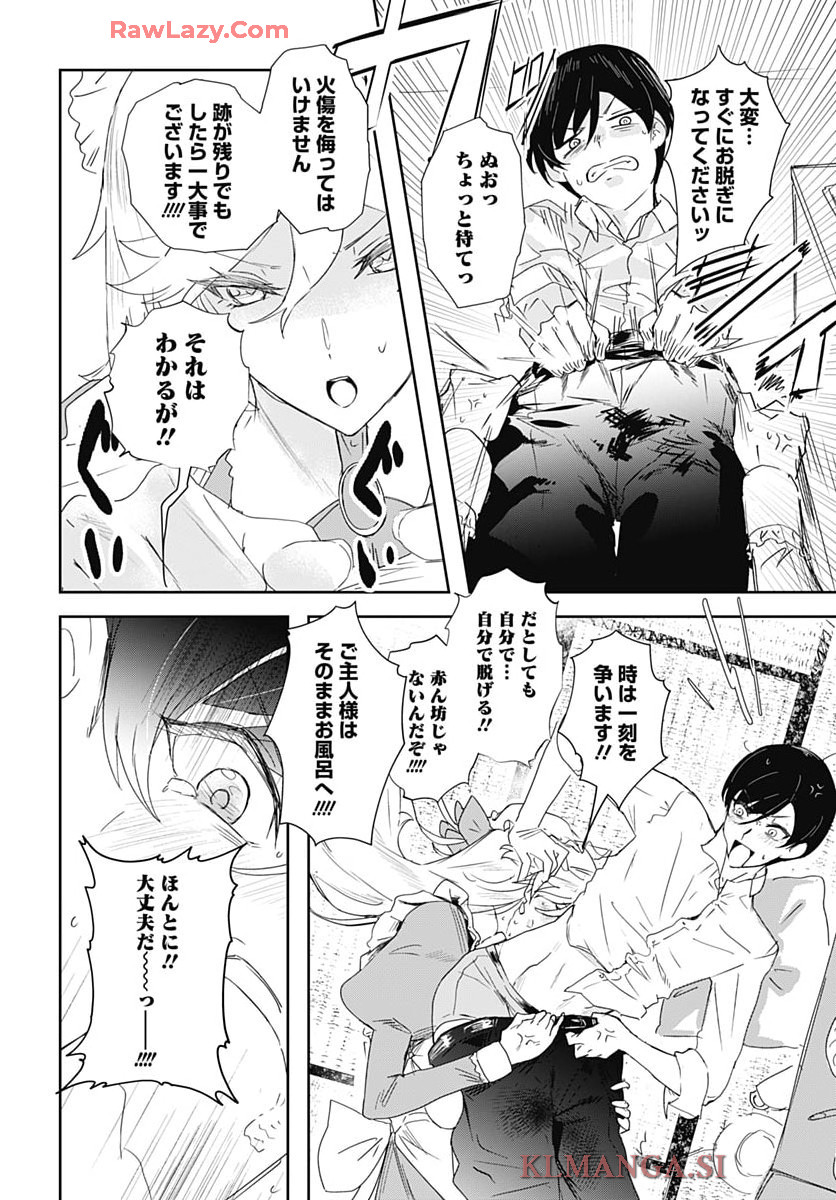 RawLazy.Com
大変…
すぐにお脱ぎに
なってくださいッ
ぬおっ
ちょっと待てっ
火傷を侮っては
いけません
跡が残りでも
したら一大事で
ございます!!!!
それは
わかるが!!
ぐ
ぐ
時は一刻を
争います!!
だとしても
自分で…
自分で脱げる!!
赤ん坊じゃ
ないんだぞ!!!!
ご主人様は
そのままお風呂へ!!!!
ほんとに!!
大丈夫だ〜〜っ——!!!!
KLMANGA.SI